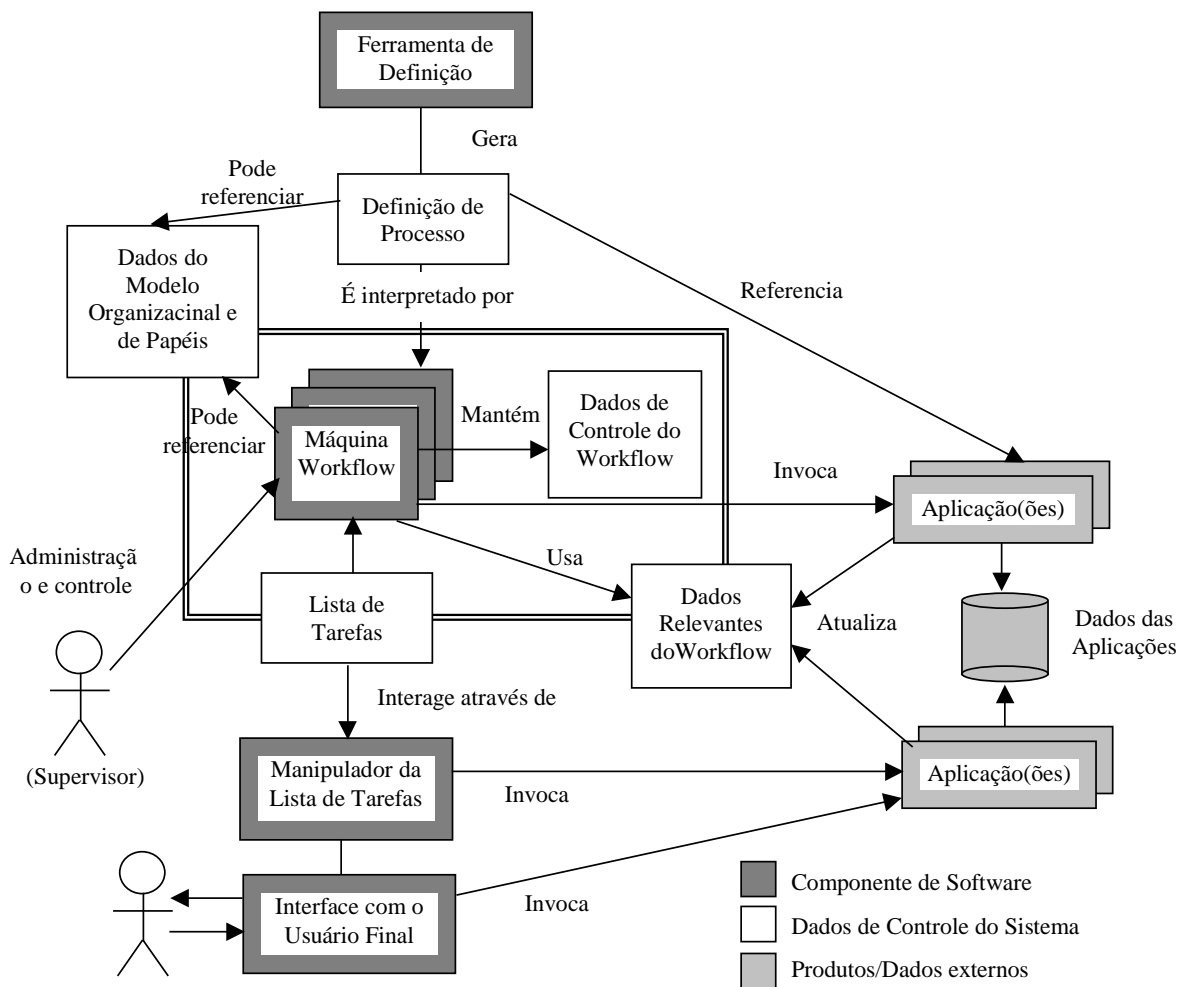 Ferramenta de
Definição
Gera
Pode
referenciar
Definição de
Processo
Dados do
Modelo
Organizacinal e
de Papéis
É interpretado por
Referencia
Pode
referenciar
Máquina
Workflow
Mantém
Dados de
Controle do
Workflow
Invoca
Aplicação(ões)
Administraçã
o e controle
Usa
Lista de
Tarefas
Dados
Relevantes
doWorkflow
Atualiza
Dados das
Aplicações
Interage através de
(Supervisor)
Manipulador da
Lista de Tarefas
Invoca
Aplicação(ões)
Interface com o
Usuário Final
Invoca
Componente de Software
Dados de Controle do Sistema
Produtos/Dados externos